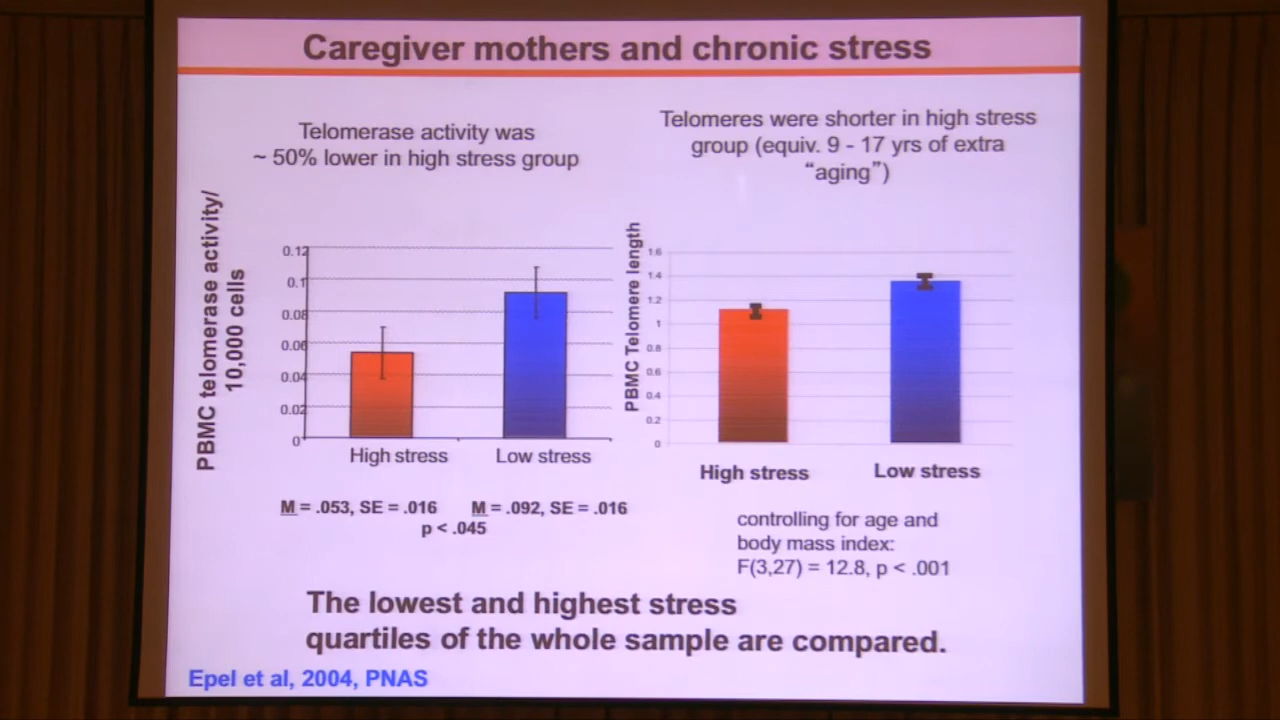 Caregiver mothers and chronic stress
Telomerase activity was
~ 50% lower in high stress group
PBMC telomerase activity/
10,000 cells
0.12
0.1
0.08
0.06
0.04
0.02
0
High stress Low stress
M = .053, SE = .016 M = .092, SE = .016
p < .045
Telomeres were shorter in high stress
group (equiv. 9 - 17 yrs of extra
“aging”)
PBMC Telomere length
1.6
1.4
1.2
1
0.8
0.6
0.4
0.2
0
High stress Low stress
controlling for age and
body mass index:
F(3,27) = 12.8, p < .001
The lowest and highest stress
quartiles of the whole sample are compared.
Epel et al, 2004, PNAS